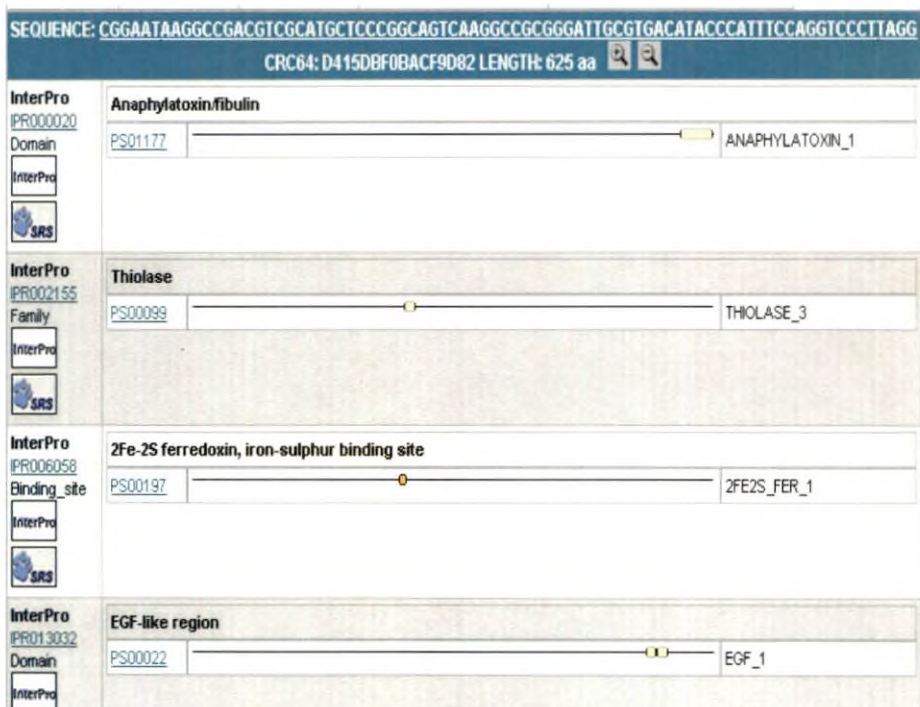 SEQUENCE: CGGAATAAGGCCGACGTCGCATGCTCCCGGCAGTCAAGGCCGCGGGATTGCGTGACATACCCATTTCCAGGTCCCTTAGG
CRC64: D415DBF0BACF9D82 LENGTH: 625 aa
InterPro
IPR000020
Domain
InterPro
SRS
Anaphylatoxin/fibulin
PS01177
ANAPHYLATOXIN_1
InterPro
IPR002155
Family
InterPro
SRS
Thiolase
PS00099
THIOLASE_3
InterPro
IPR006058
Binding_site
InterPro
SRS
2Fe-2S ferredoxin, iron-sulphur binding site
PS00197
2FE2S_FER_1
InterPro
IPR013032
Domain
InterPro
EGF-like region
PS00022
EGF_1